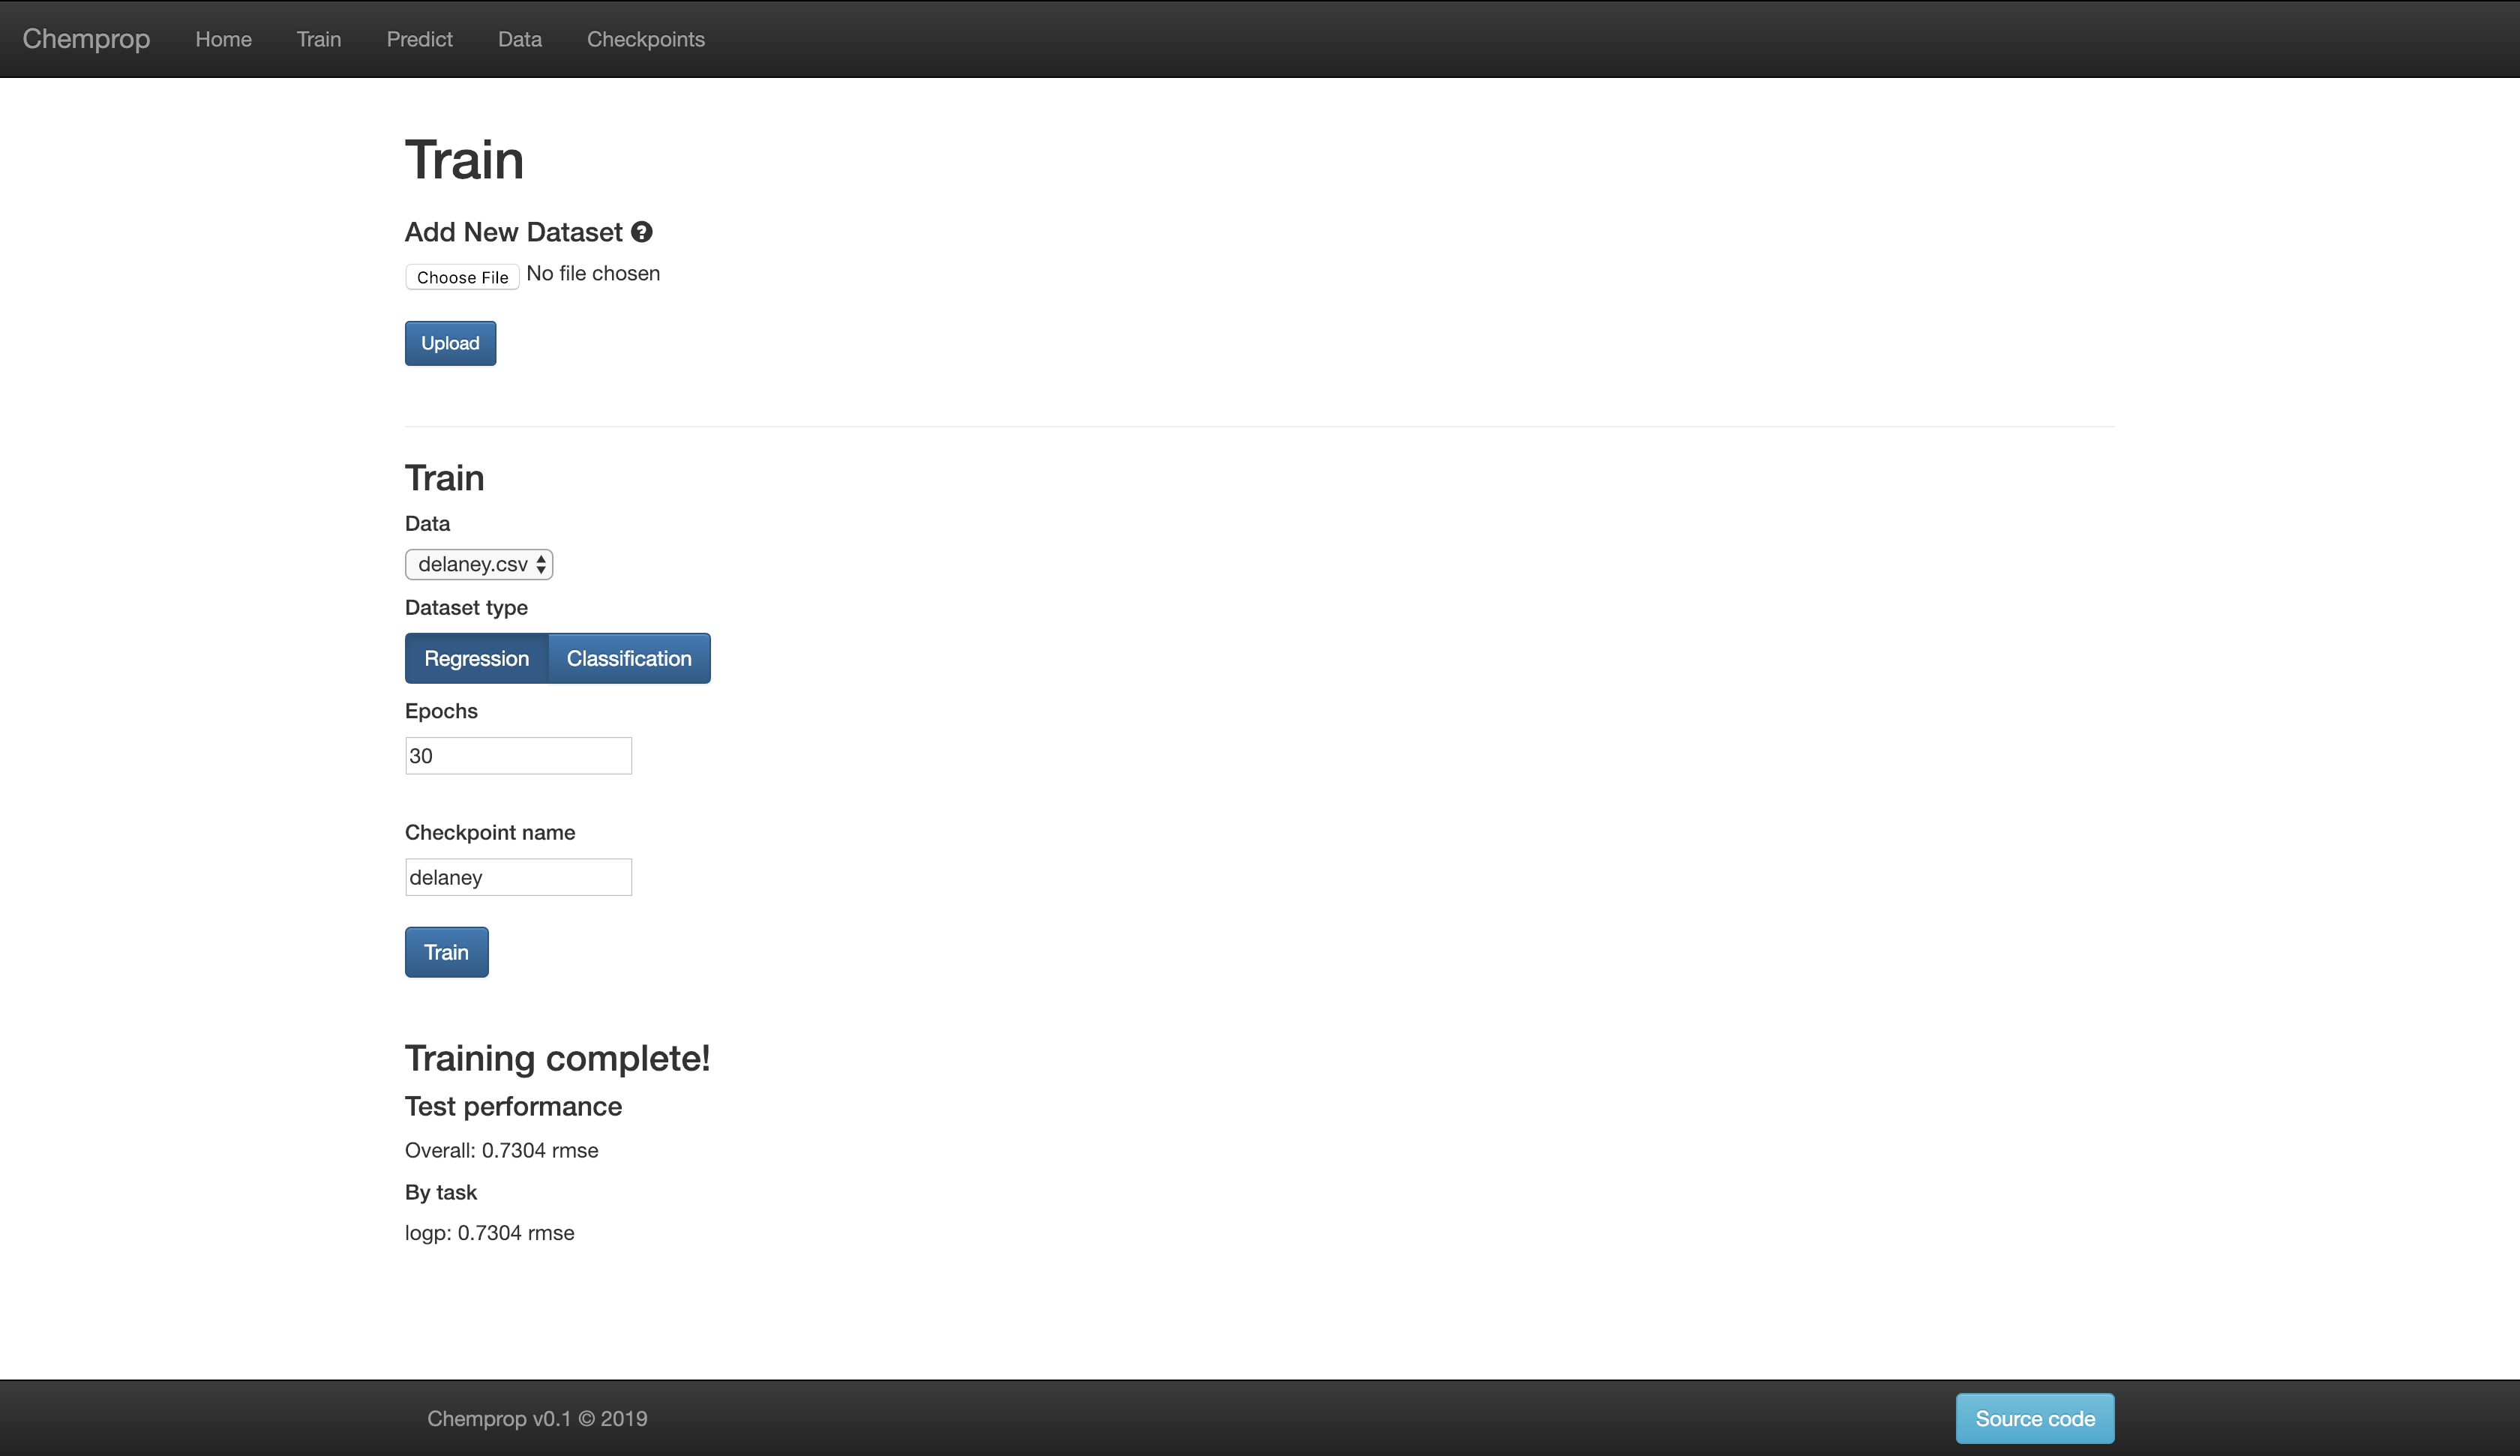 Chemprop Home Train Predict Data Checkpoints
Train
Add New Dataset ?
Choose File No file chosen
Upload
Train
Data
delaney.csv
Dataset type
Regression Classification
Epochs
30
Checkpoint name
delaney
Train
Training complete!
Test performance
Overall: 0.7304 rmse
By task
logp: 0.7304 rmse
Chemprop v0.1 © 2019 Source code